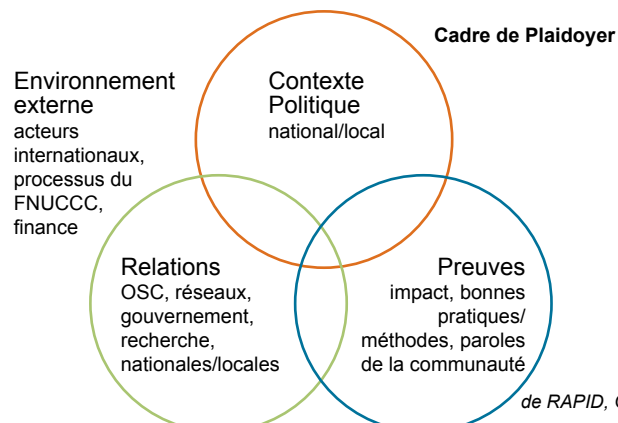 Cadre de Plaidoyer
Environnement
externe
acteurs
internationaux,
processus du
FNUCCC,
finance
Contexte
Politique
national/local
Relations
OSC, réseaux,
gouvernement,
recherche,
nationales/locales
Preuves
impact, bonnes
pratiques/
méthodes, paroles
de la communauté
de RAPID,